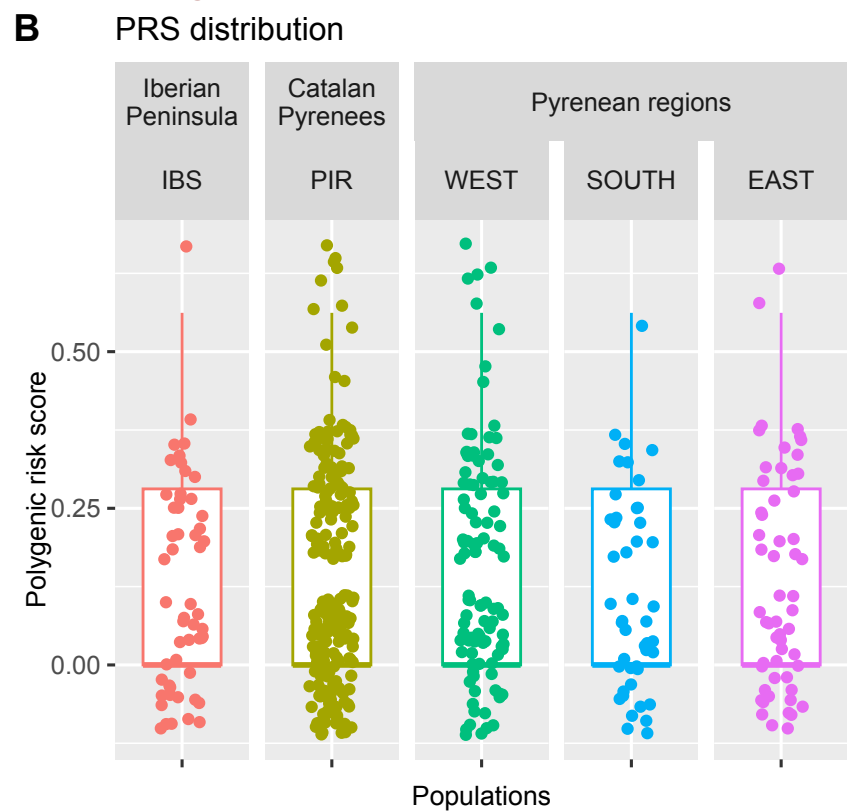 B PRS distribution
Iberian
Peninsula
Catalan
Pyrenees
Pyrenean regions
IBS
PIR
WEST
SOUTH
EAST
Polygenic risk score
0.50
0.25
0.00
Populations